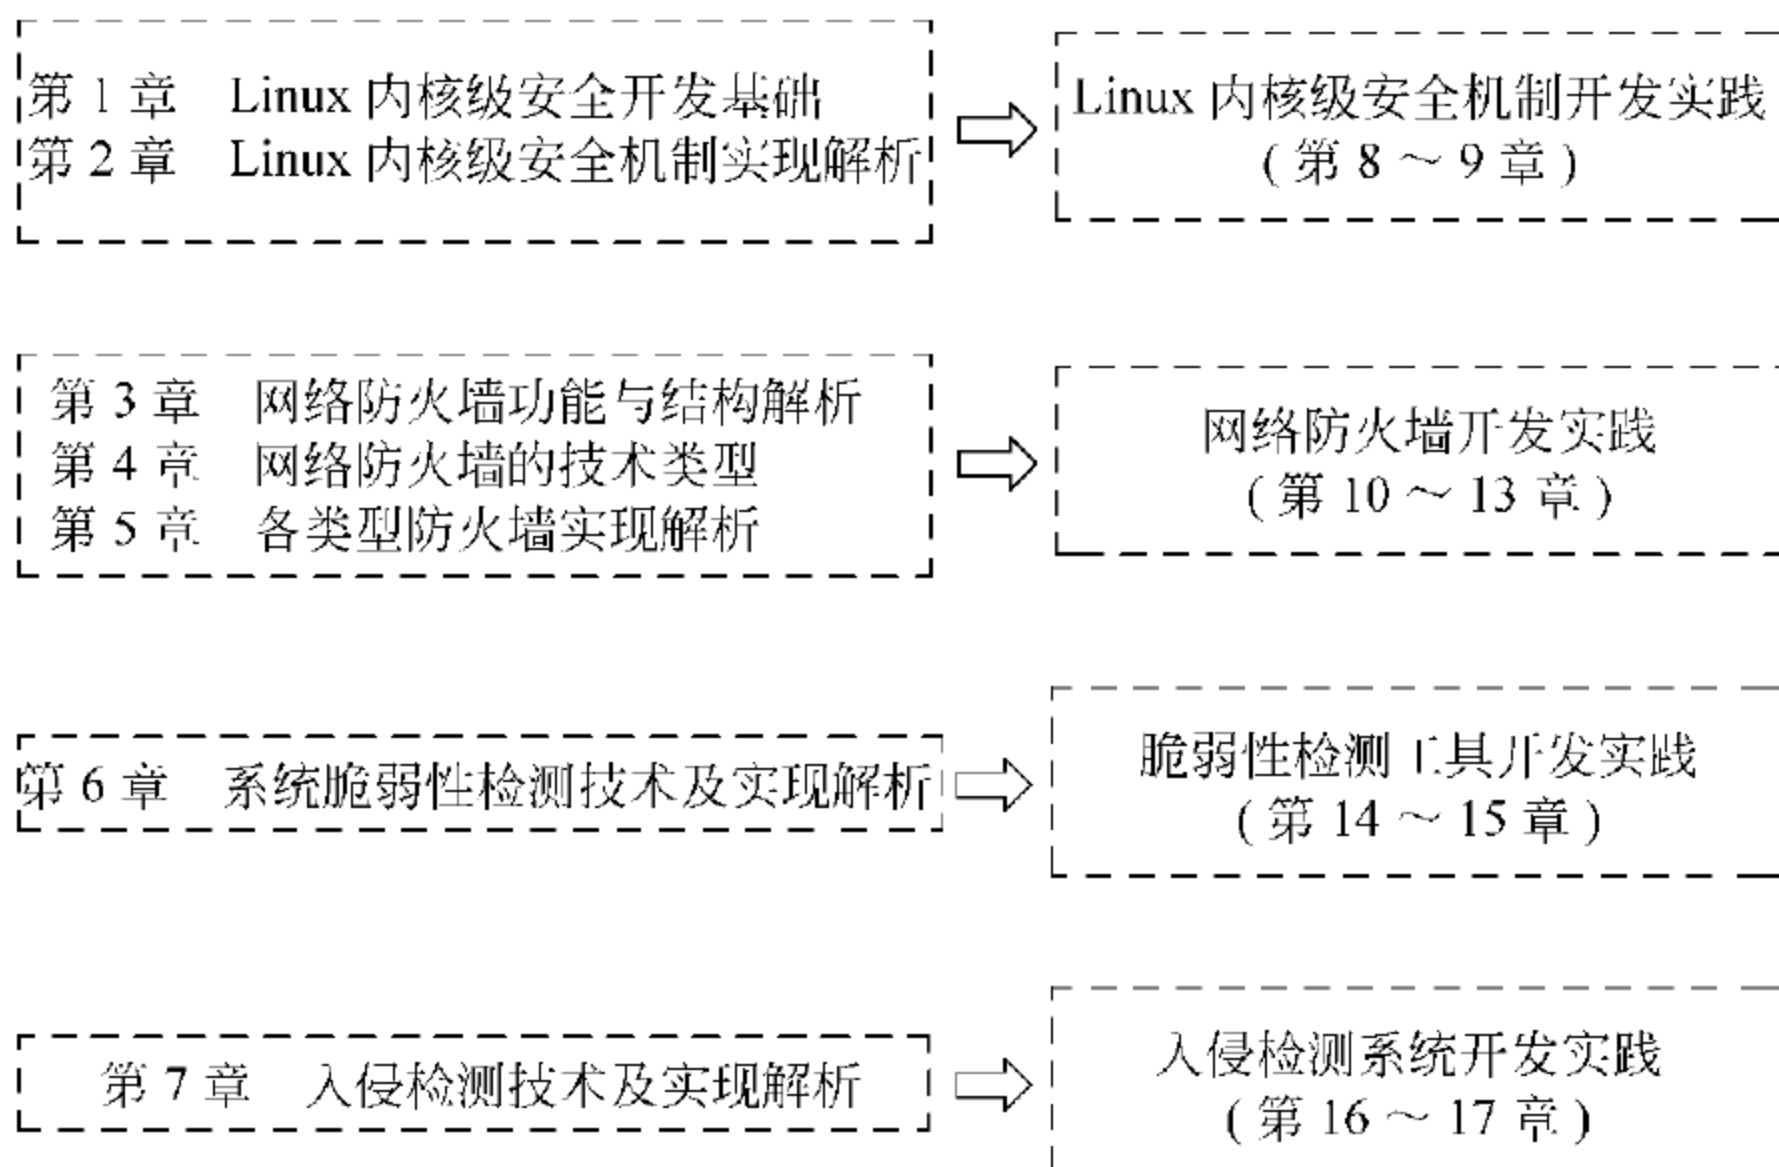 第 1 章 Linux 内核级安全开发基础
第 2 章 Linux 内核级安全机制实现解析
Linux 内核级安全机制开发实践
( 第 8 ～ 9 章 )
第 3 章 网络防火墙功能与结构解析
第 4 章 网络防火墙的技术类型
第 5 章 各类型防火墙实现解析
网络防火墙开发实践
( 第 10 ～ 13 章 )
第 6 章 系统脆弱性检测技术及实现解析
脆弱性检测工具开发实践
( 第 14 ～ 15 章 )
第 7 章 入侵检测技术及实现解析
入侵检测系统开发实践
( 第 16 ～ 17 章 )